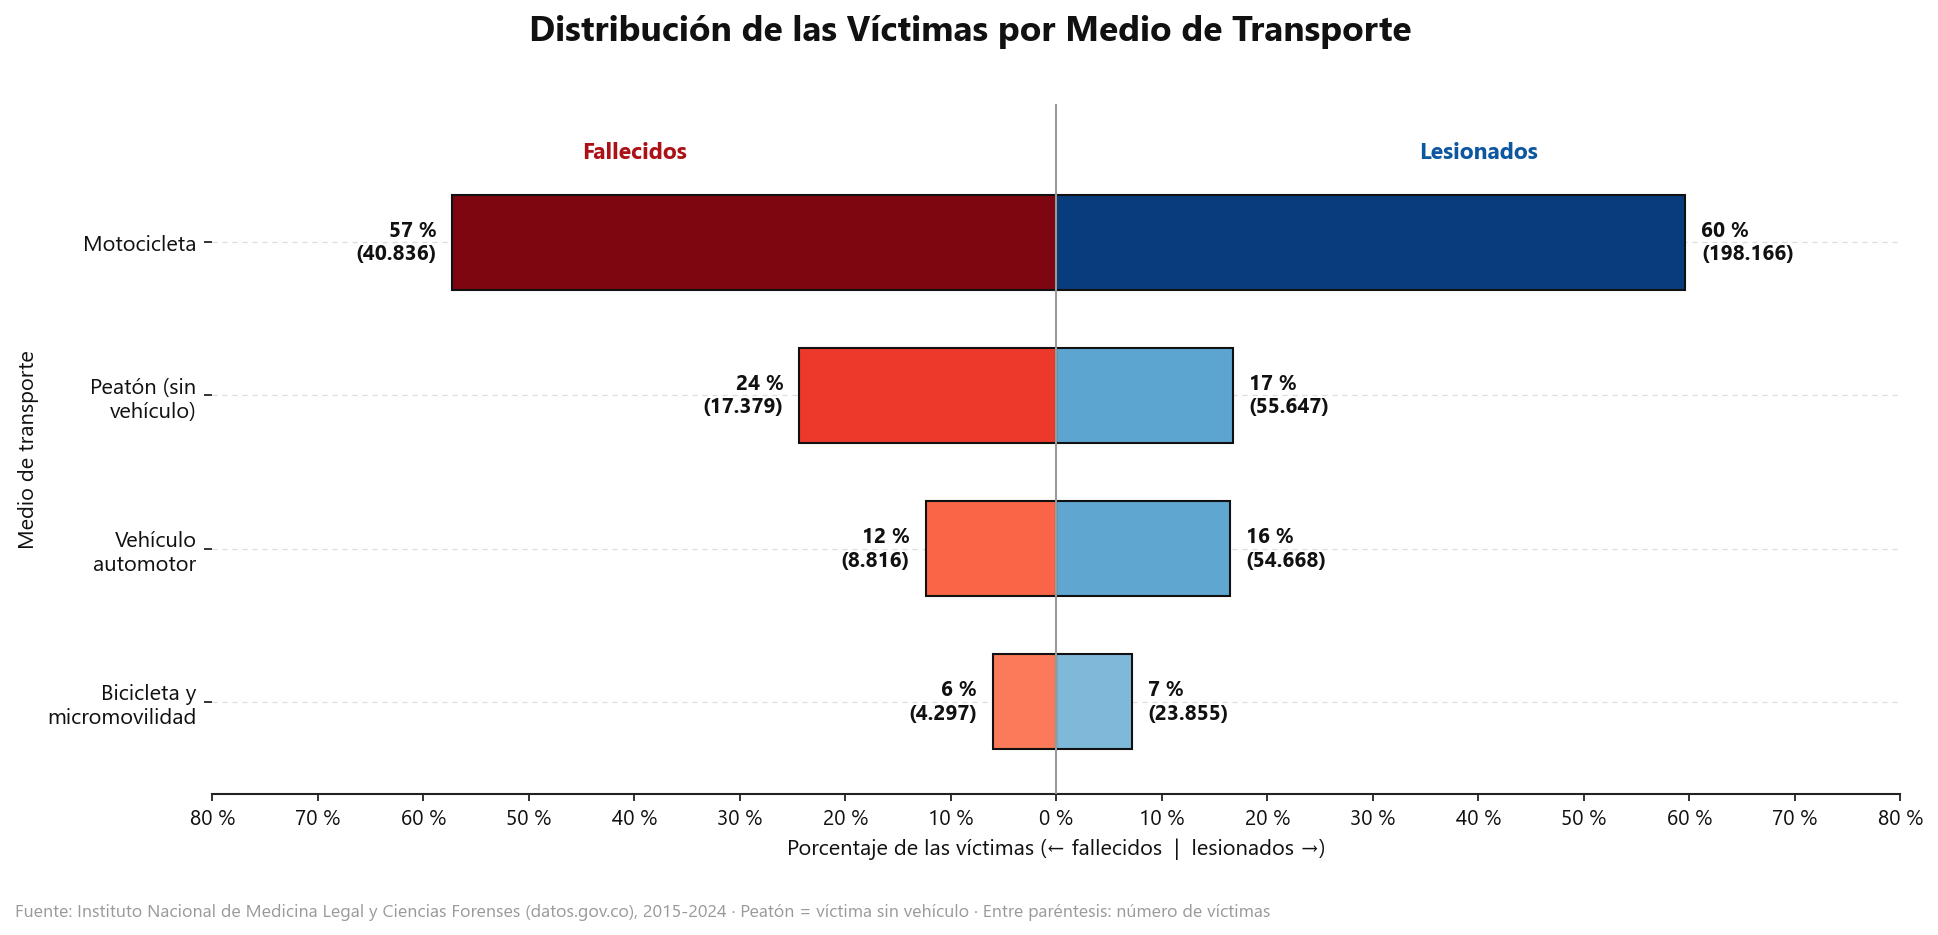 Distribución de las Víctimas por Medio de Transporte
Fallecidos
Lesionados
Medio de transporte
Motocicleta
57 %
(40.836)
60 %
(198.166)
Peatón (sin
vehículo)
24 %
(17.379)
17 %
(55.647)
Vehículo
automotor
12 %
(8.816)
16 %
(54.668)
Bicicleta y
micromovilidad
6 %
(4.297)
7 %
(23.855)
80 % 70 % 60 % 50 % 40 % 30 % 20 % 10 % 0 % 10 % 20 % 30 % 40 % 50 % 60 % 70 % 80 %
Porcentaje de las víctimas (← fallecidos | lesionados →)
Fuente: Instituto Nacional de Medicina Legal y Ciencias Forenses (datos.gov.co), 2015-2024 · Peatón = víctima sin vehículo · Entre paréntesis: número de víctimas